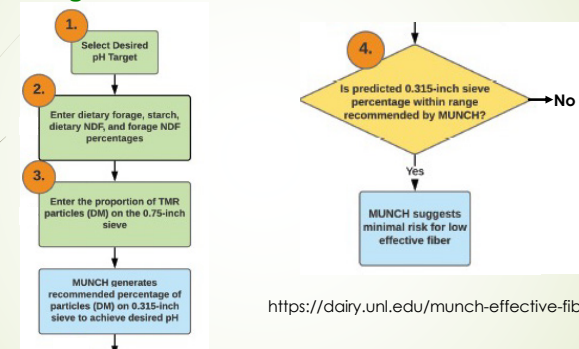 1.
Select Desired
pH Target
2.
Enter dietary forage, starch,
dietary NDF, and forage NDF
percentages
3.
Enter the proportion of TMR
particles (DM) on the 0.75-inch
sieve
MUNCH generates
recommended percentage of
particles (DM) on 0.315-inch
sieve to achieve desired pH
4.
Is predicted 0.315-inch sieve
percentage within range
recommended by MUNCH?
No
Yes
MUNCH suggests
minimal risk for low
effective fiber
https://dairy.unl.edu/munch-effective-fib